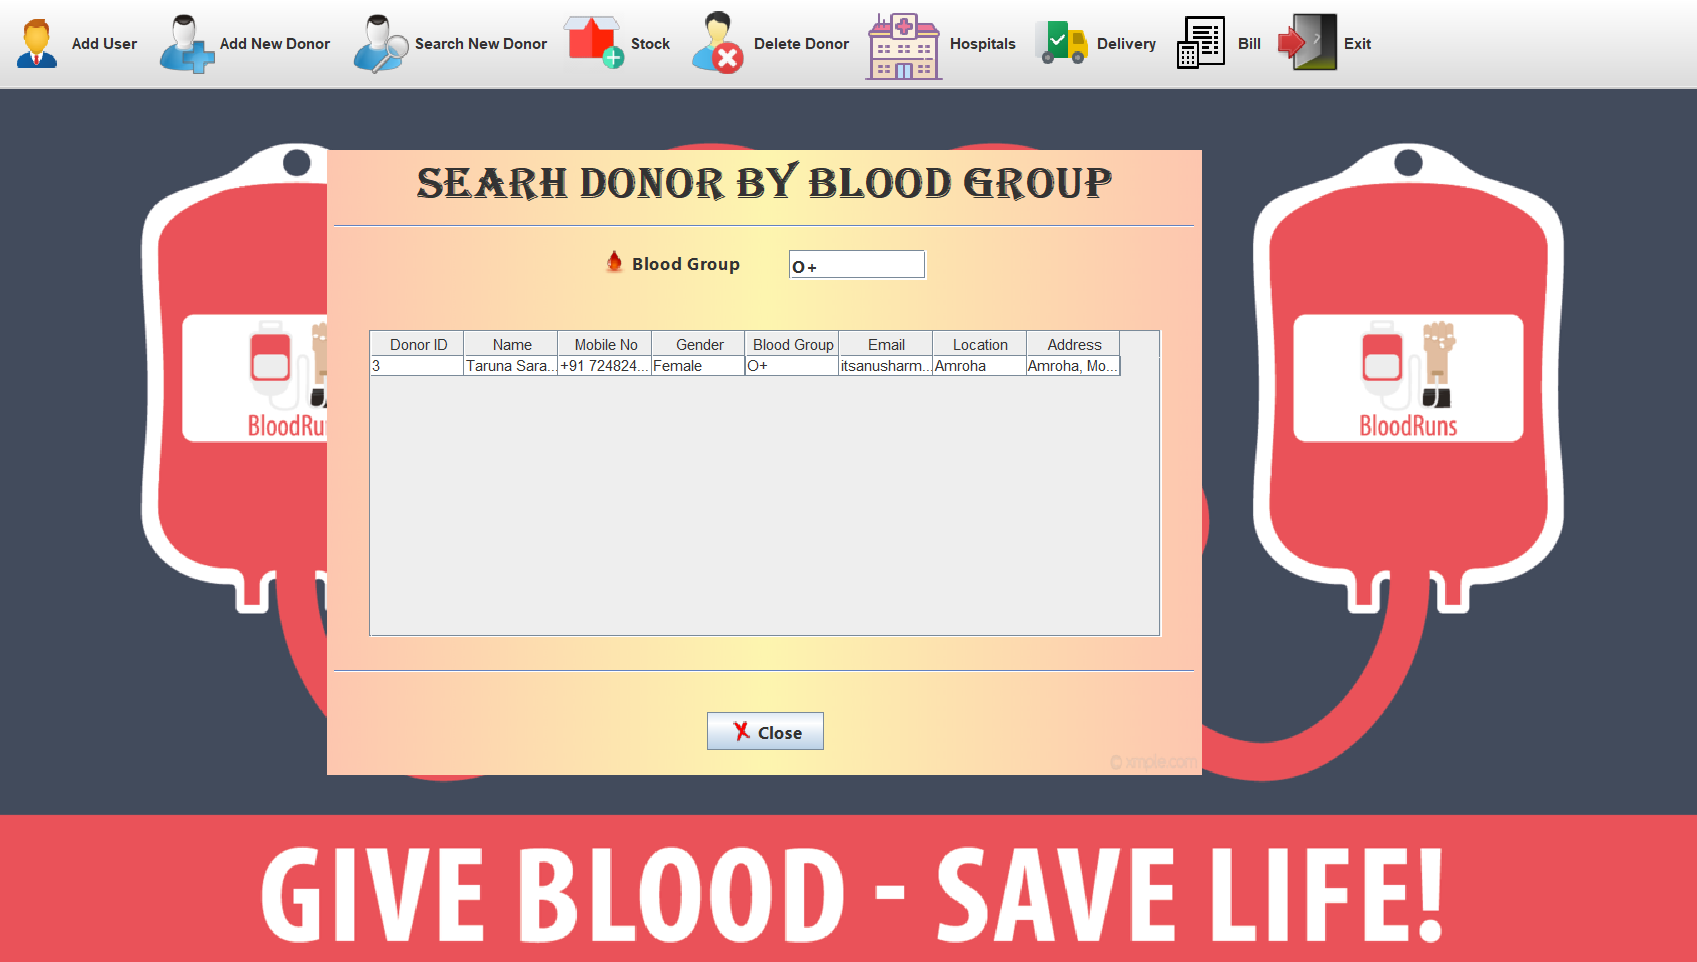 Add User Add New Donor Search New Donor Stock Delete Donor Hospitals Delivery Bill Exit
SEARH DONOR BY BLOOD GROUP
Blood Group O+
Donor ID Name Mobile No Gender Blood Group Email Location Address
3 Taruna Sara... +91 724824... Female O+ itsanusharm... Amroha Amroha, Mo...
BloodRu
BloodRuns
Close
© xmple.com
GIVE BLOOD - SAVE LIFE!